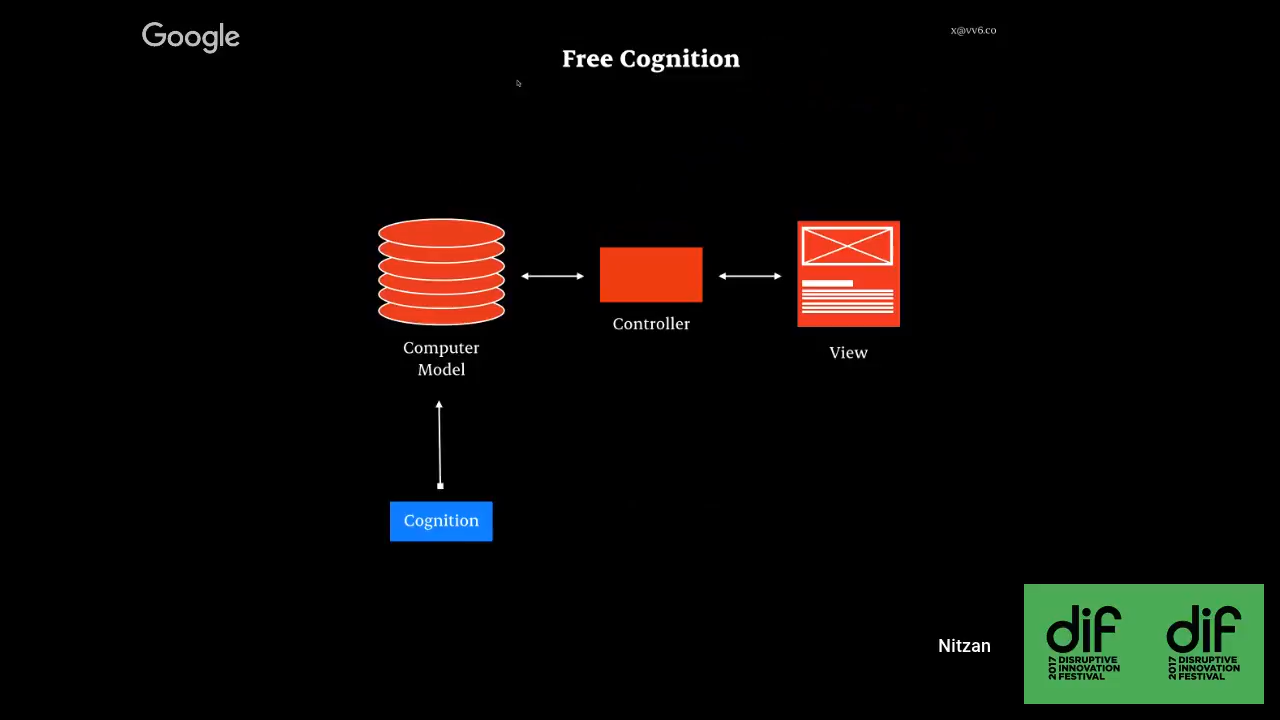 Google
x@vv6.co
Free Cognition
Controller
Computer
Model
View
Cognition
Nitzan
dif
2017 DISRUPTIVE
INNOVATION
FESTIVAL
dif
2017 DISRUPTIVE
INNOVATION
FESTIVAL